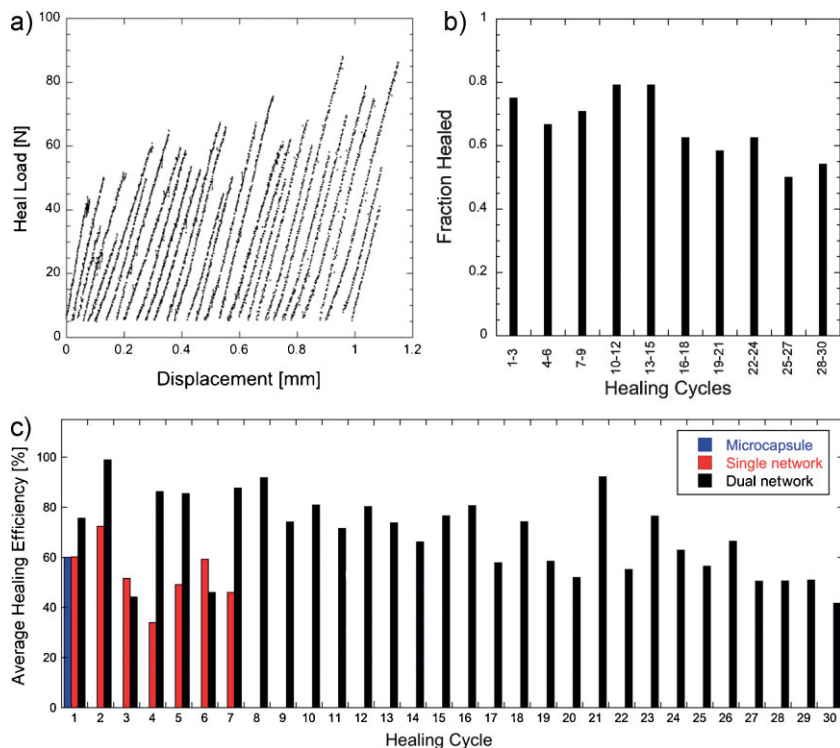 a)
Heal Load [N]
100
80
60
40
20
0
0 0.2 0.4 0.6 0.8 1 1.2
Displacement [mm]
b)
Fraction Healed
1
0.8
0.6
0.4
0.2
0
1-3 4-6 7-9 10-12 13-15 16-18 19-21 22-24 25-27 28-30
Healing Cycles
c)
Average Healing Efficiency [%]
100
80
60
40
20
0
Microcapsule
Single network
Dual network
1 2 3 4 5 6 7 8 9 10 11 12 13 14 15 16 17 18 19 20 21 22 23 24 25 26 27 28 29 30
Healing Cycle